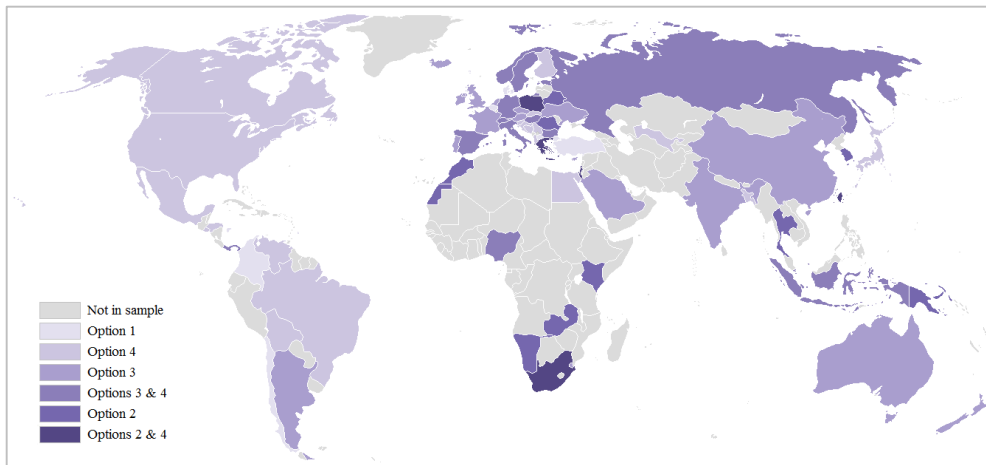 Not in sample
Option 1
Option 4
Option 3
Options 3 & 4
Option 2
Options 2 & 4